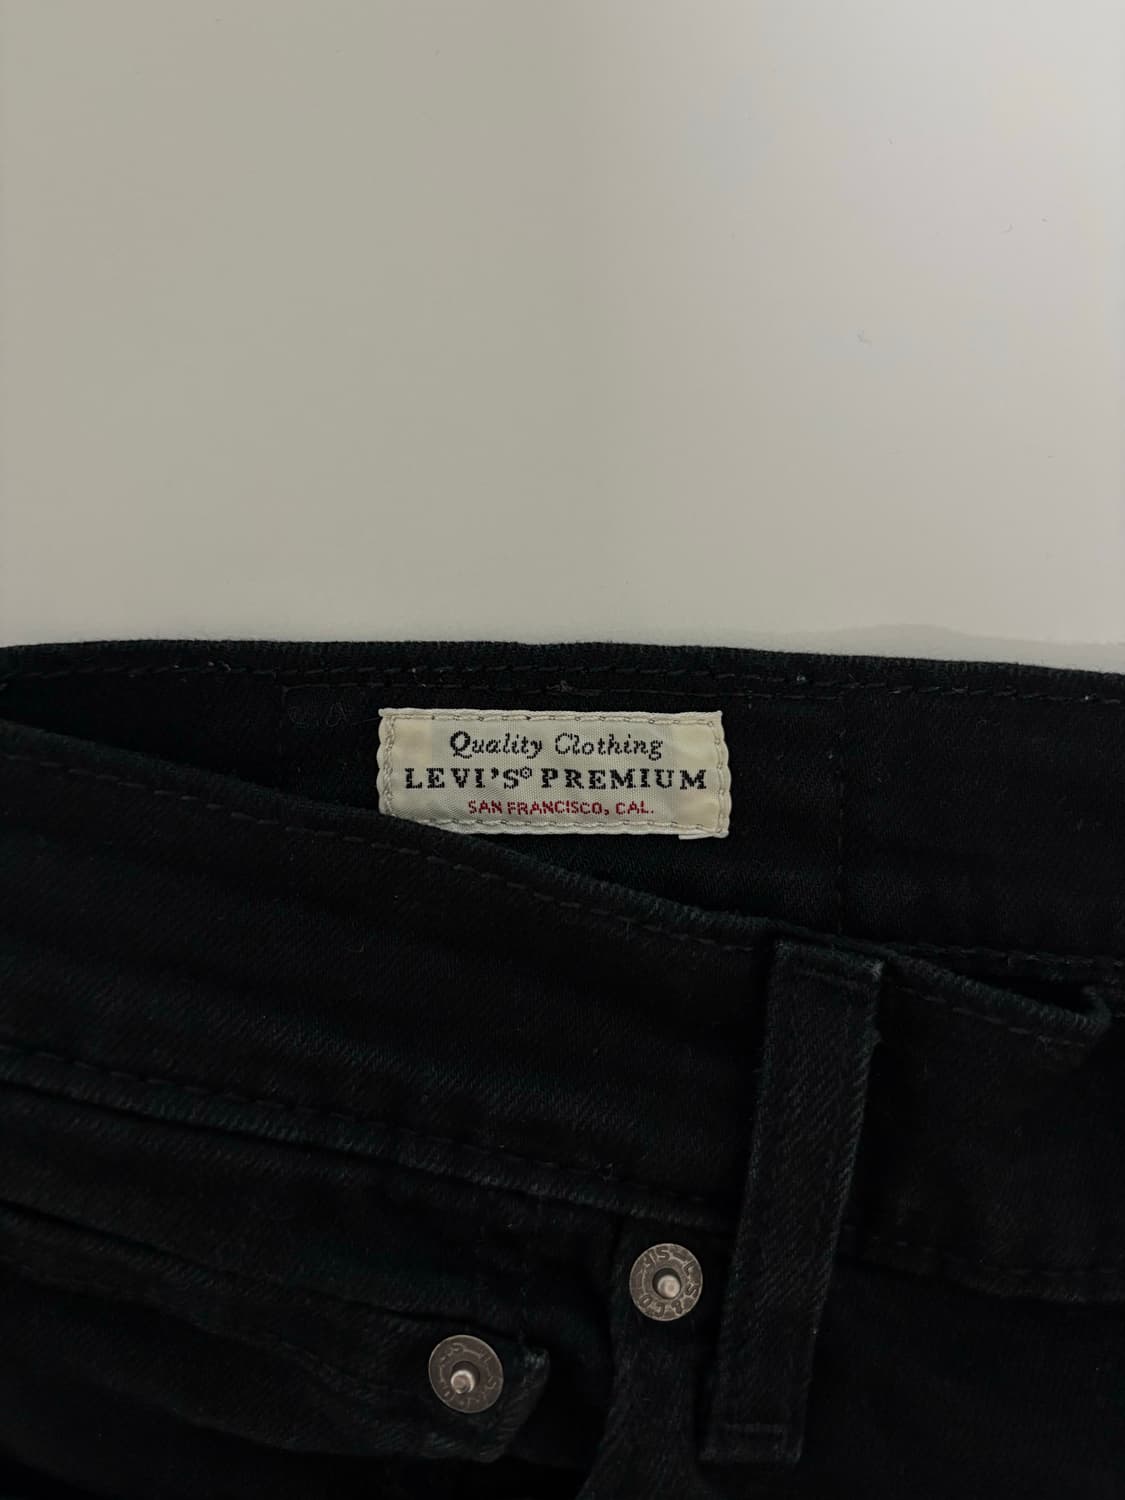 Quality Clothing
LEVI'S® PREMIUM
SAN FRANCISCO, CAL.